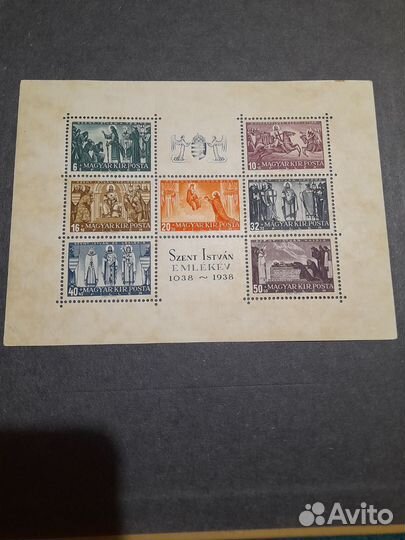 6 MAGYAR KIR POSTA
10 MAGYAR KIR POSTA
16 MAGYAR KIR POSTA
20 MAGYAR KIR POSTA
32 MAGYAR KIR POSTA
40 MAGYAR KIR POSTA
SZENT ISTVÁN
EMLÉKÉV
1038 ~ 1938
50 MAGYAR KIR POSTA
Avito